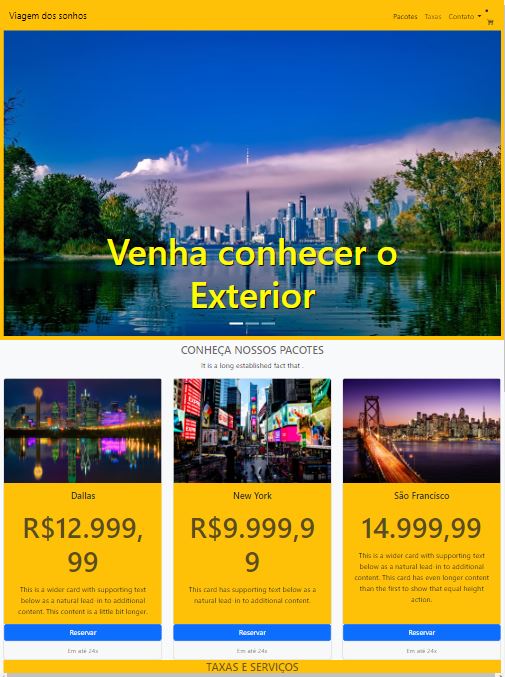 Viagem dos sonhos
Pacotes Taxas Contato
Venha conhecer o
Exterior
CONHEÇA NOSSOS PACOTES
It is a long established fact that .
Dallas
R$12.999,
99
This is a wider card with supporting text
below as a natural lead-in to additional
content. This content is a little bit longer.
Reservar
Em até 24x
New York
R$9.999,9
9
This card has supporting text below as a
natural lead-in to additional content.
Reservar
Em até 24x
São Francisco
14.999,99
This is a wider card with supporting text
below as a natural lead-in to additional
content. This card has even longer content
than the first to show that equal height
action.
Reservar
Em até 24x
TAXAS E SERVIÇOS